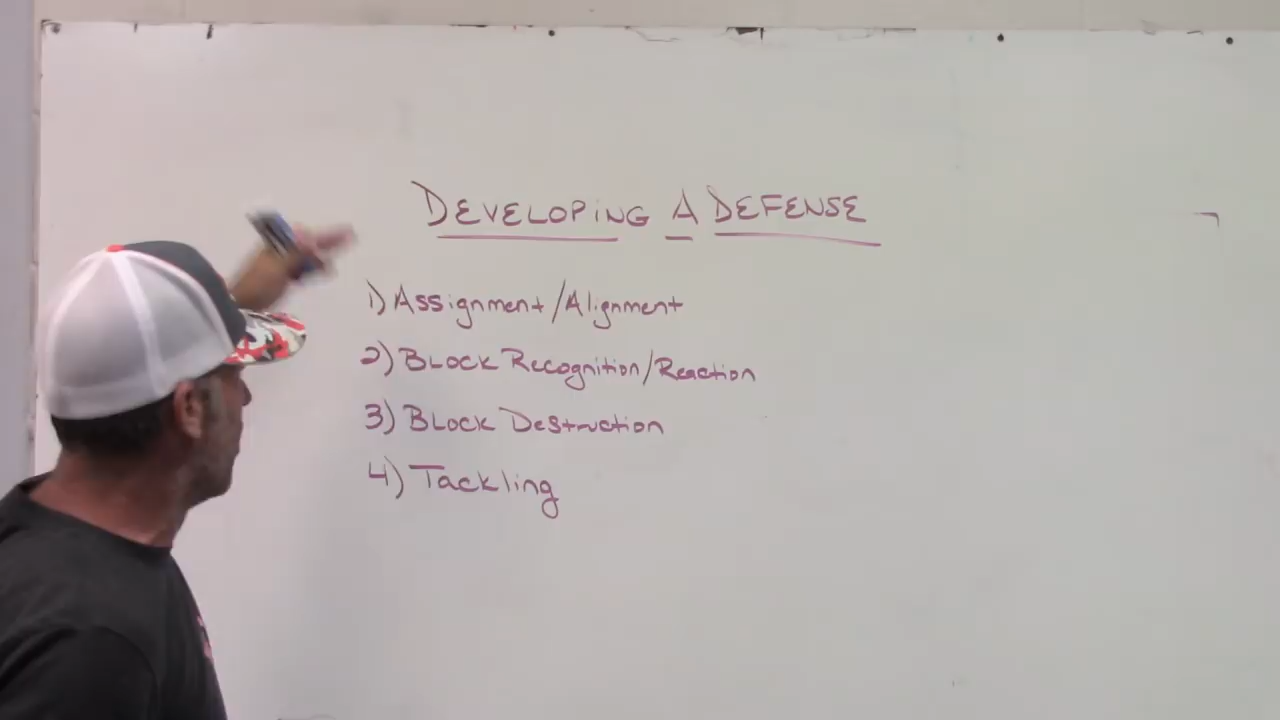 DEVELOPiNG A DEFENSE
1) Assignment/Alignment
2) Block Recognition/Reaction
3) Block Destruction
4) Tackling